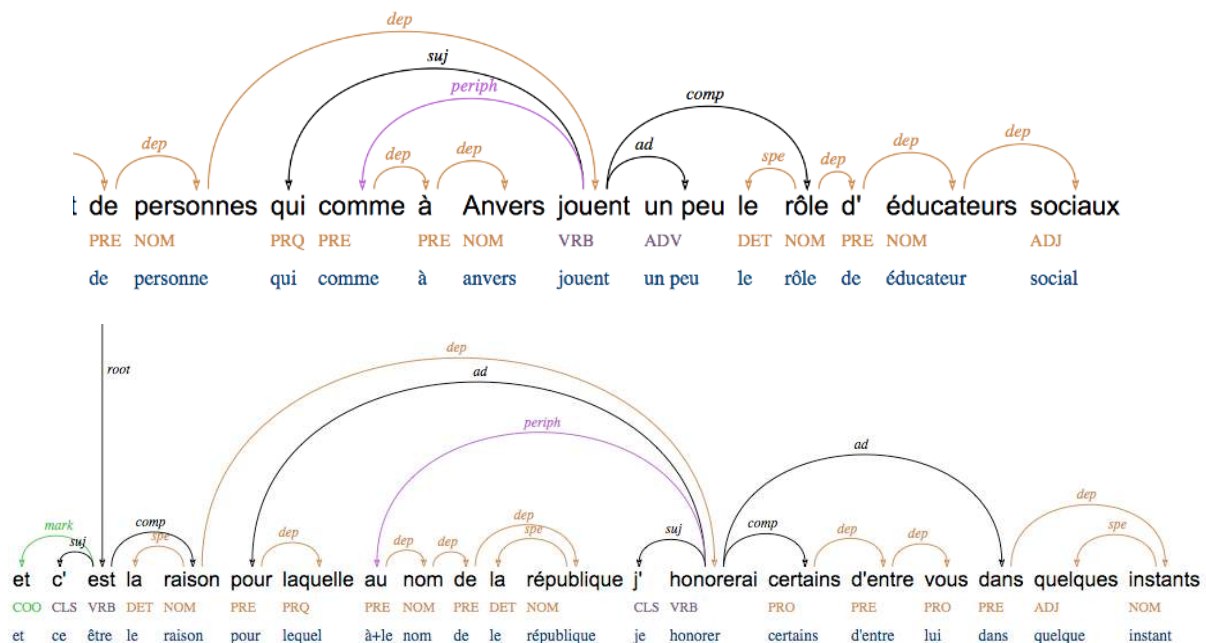 dep
suj
periph
comp
dep dep dep ad spe dep dep dep
t de personnes qui comme à Anvers jouent un peu le rôle d' éducateurs sociaux
PRE NOM PRQ PRE PRE NOM VRB ADV DET NOM PRE NOM ADJ
de personne qui comme à anvers jouent un peu le rôle de éducateur social
dep
root
ad
periph
ad
dep
mark suj comp spe dep dep dep dep spe suj comp dep dep spe
et c' est la raison pour laquelle au nom de la république j' honorerai certains d'entre vous dans quelques instants
COO CLS VRB DET NOM PRE PRQ PRE NOM PRE DET NOM CLS VRB PRO PRE PRO PRE ADJ NOM
et ce être le raison pour lequel à+le nom de le république je honorer certains d'entre lui dans quelque instant